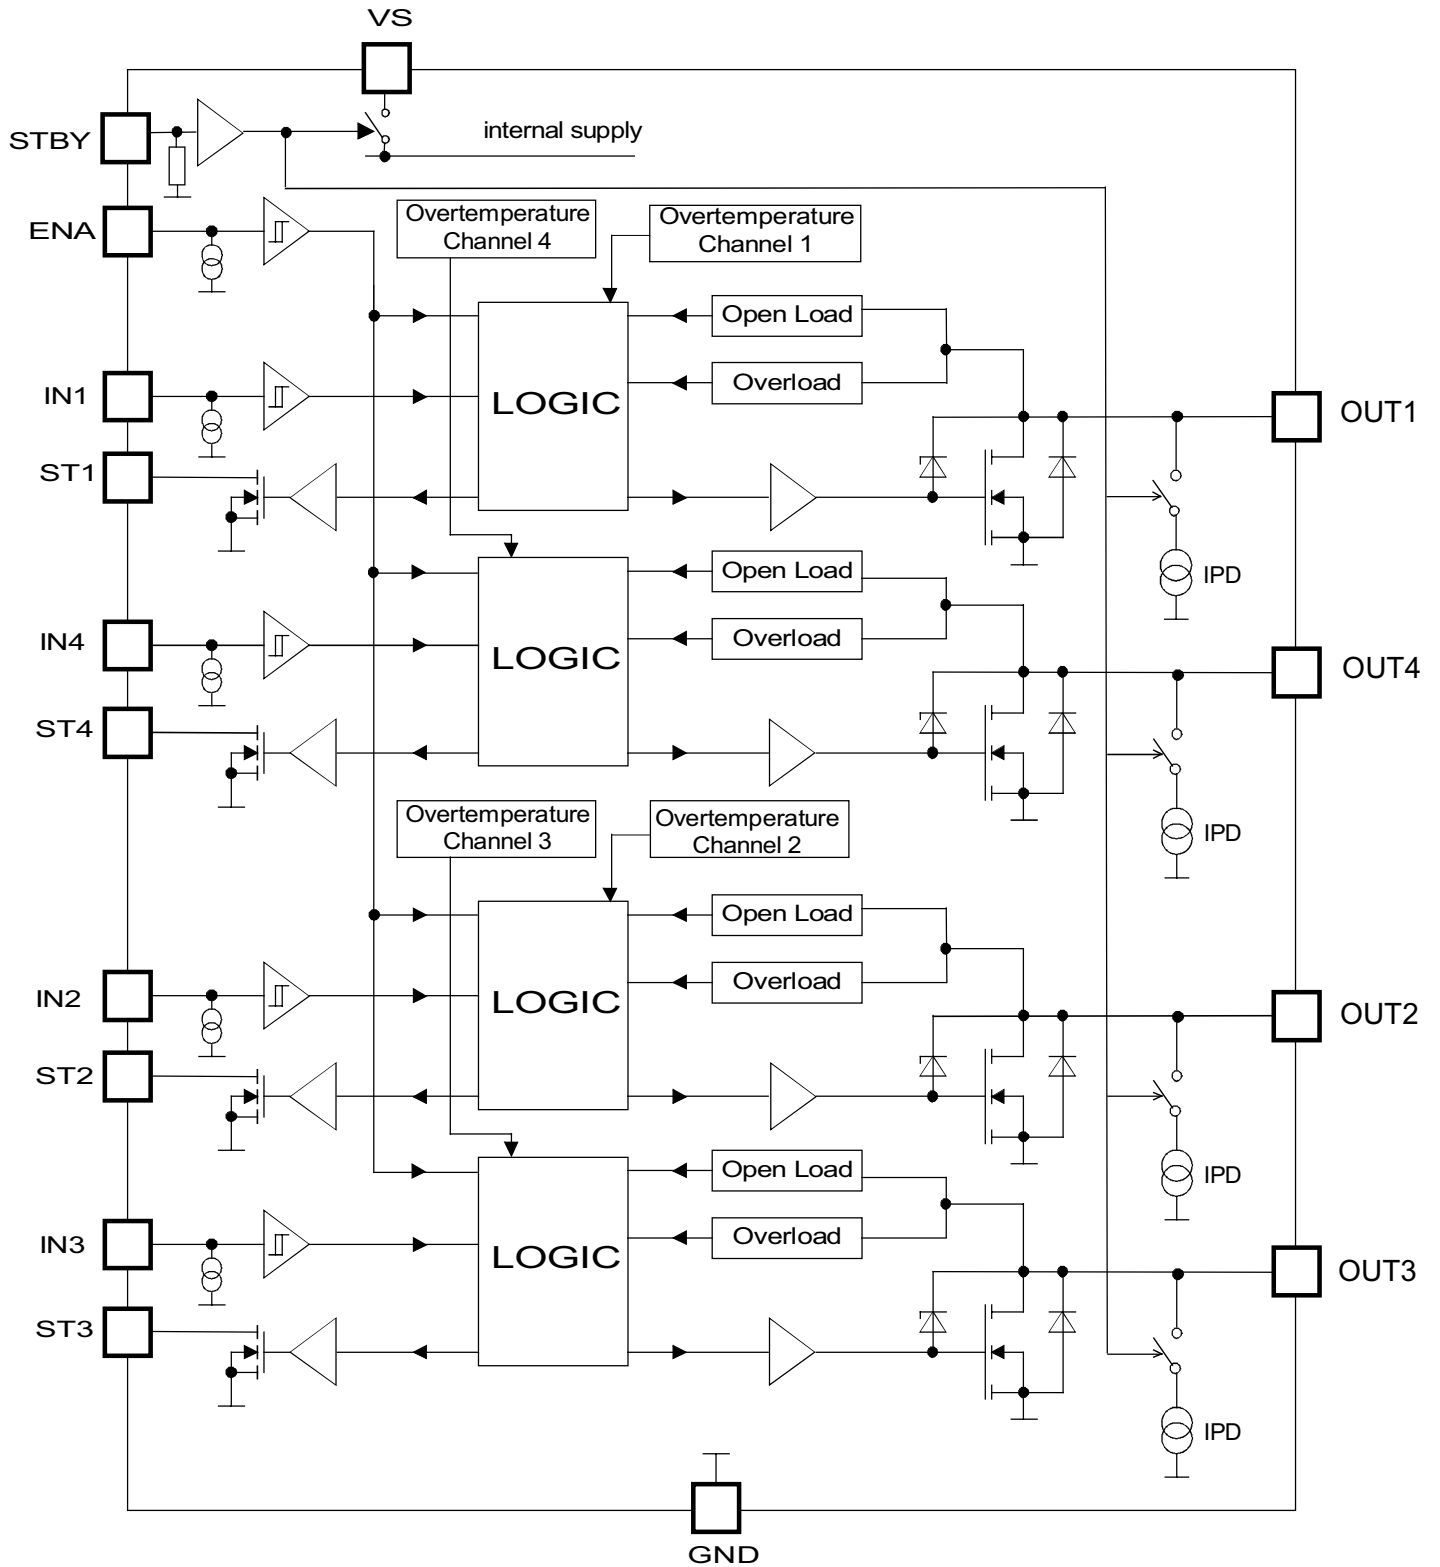 VS
STBY
internal supply
ENA
Overtemperature
Channel 4
Overtemperature
Channel 1
Open Load
IN1
LOGIC
Overload
OUT1
ST1
Open Load
IPD
IN4
LOGIC
Overload
OUT4
ST4
Overtemperature
Channel 3
Overtemperature
Channel 2
IPD
Open Load
IN2
LOGIC
Overload
OUT2
ST2
Open Load
IPD
IN3
LOGIC
Overload
OUT3
ST3
IPD
GND